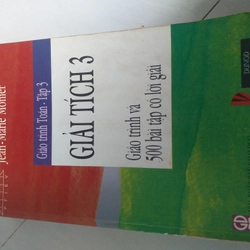 Jean-Marie Monier
Giáo trình Toán - Tập 3
GIẢI TÍCH 3
Giáo trình và
500 bài tập có lời giải
DUNOD